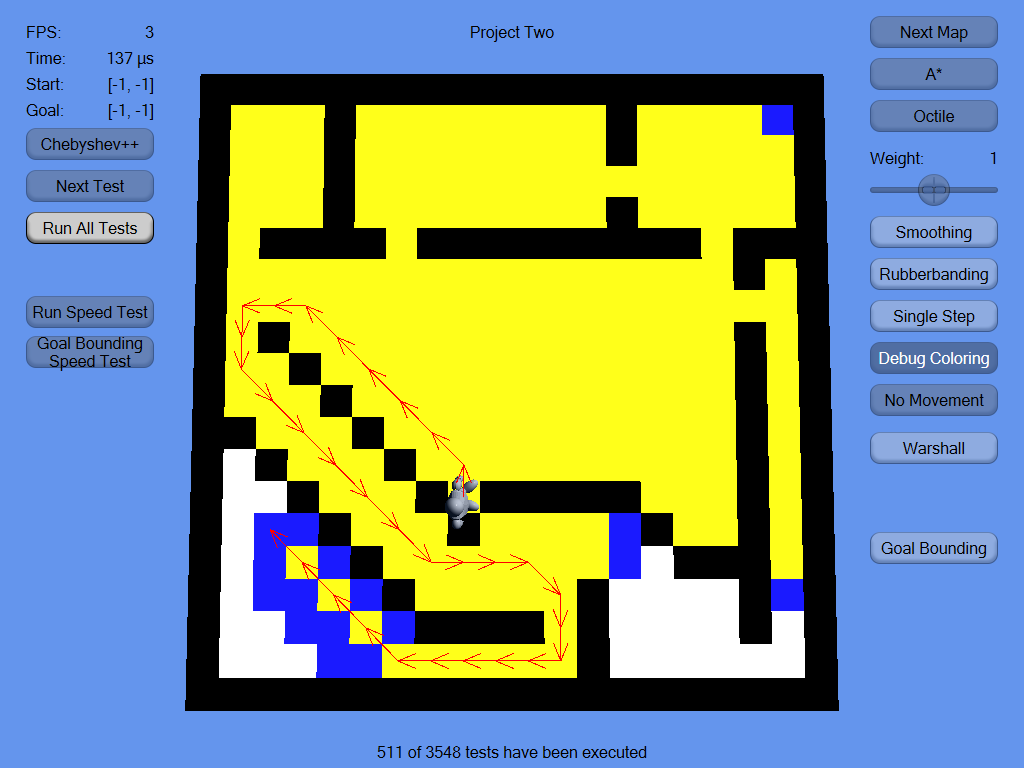 FPS: 3
Time: 137 µs
Start: [-1, -1]
Goal: [-1, -1]
Chebyshev++
Next Test
Run All Tests
Run Speed Test
Goal Bounding
Speed Test
Project Two
Next Map
A*
Octile
Weight: 1
Smoothing
Rubberbanding
Single Step
Debug Coloring
No Movement
Warshall
Goal Bounding
511 of 3548 tests have been executed